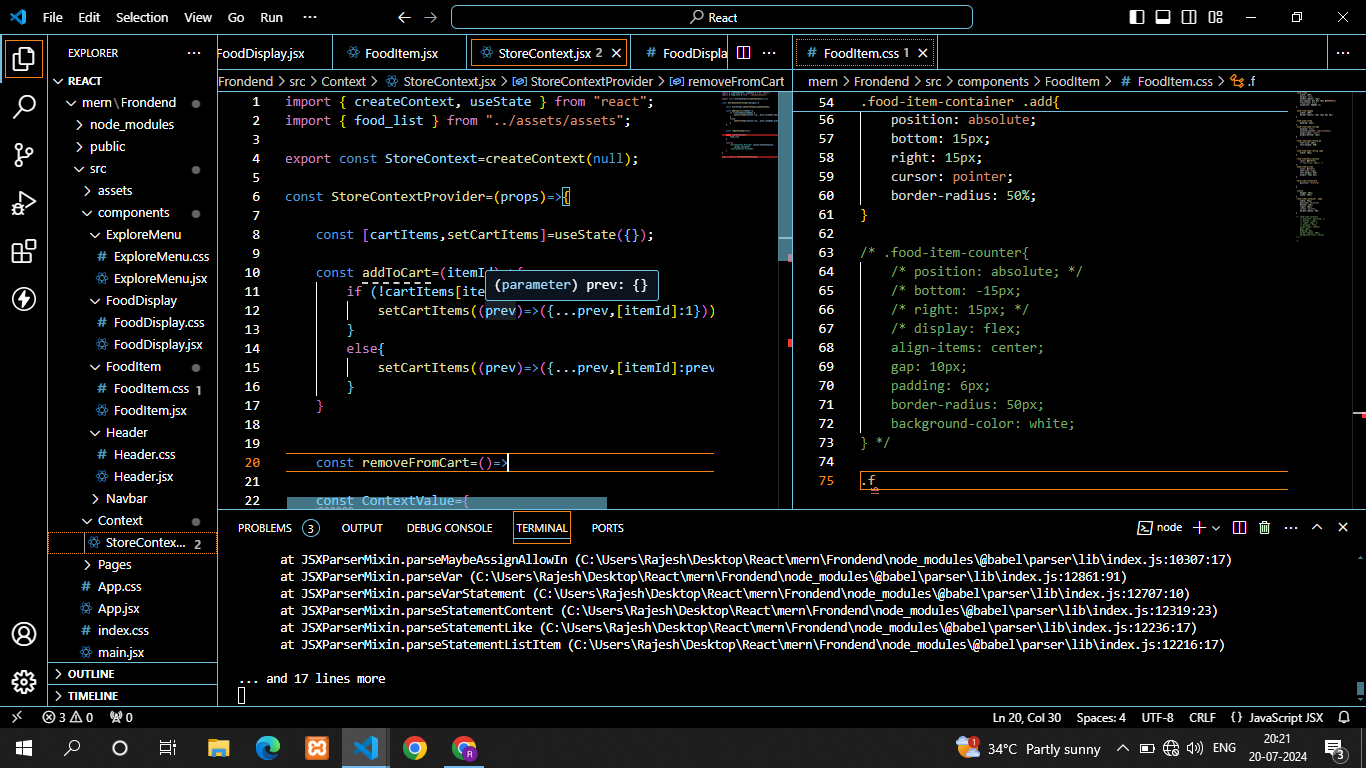 File Edit Selection View Go Run ··· React
EXPLORER ···
REACT
mern\Frondend
node_modules
public
src
assets
components
ExploreMenu
# ExploreMenu.css
ExploreMenu.jsx
FoodDisplay
# FoodDisplay.css
FoodDisplay.jsx
FoodItem
# FoodItem.css 1
FoodItem.jsx
Header
# Header.css
Header.jsx
Navbar
Context
StoreContex... 2
Pages
# App.css
App.jsx
# index.css
main.jsx
OUTLINE
TIMELINE
FoodDisplay.jsx FoodItem.jsx StoreContext.jsx 2 # FoodDispla ···
Frondend > src > Context > StoreContext.jsx > StoreContextProvider > removeFromCart
1 import { createContext, useState } from "react";
2 import { food_list } from "../assets/assets";
3
4 export const StoreContext=createContext(null);
5
6 const StoreContextProvider=(props)=>{
7
8 const [cartItems,setCartItems]=useState({});
9
10 const addToCart=(itemId)
(parameter) prev: {}
11 if (!cartItems[ite
12 setCartItems((prev)=>({...prev,[itemId]:1}))
13 }
14 else{
15 setCartItems((prev)=>({...prev,[itemId]:prev
16 }
17 }
18
19
20 const removeFromCart=()=>
21
22 const ContextValue={
# FoodItem.css 1 ···
mern > Frondend > src > components > FoodItem > # FoodItem.css > .f
54 .food-item-container .add{
56 position: absolute;
57 bottom: 15px;
58 right: 15px;
59 cursor: pointer;
60 border-radius: 50%;
61 }
62
63 /* .food-item-counter{
64 /* position: absolute; */
65 /* bottom: -15px;
66 /* right: 15px; */
67 /* display: flex;
68 align-items: center;
69 gap: 10px;
70 padding: 6px;
71 border-radius: 50px;
72 background-color: white;
73 } */
74
75 .f
PROBLEMS 3 OUTPUT DEBUG CONSOLE TERMINAL PORTS node ···
at JSXParserMixin.parseMaybeAssignAllowIn (C:\Users\Rajesh\Desktop\React\mern\Frondend\node_modules\@babel\parser\lib\index.js:10307:17)
at JSXParserMixin.parseVar (C:\Users\Rajesh\Desktop\React\mern\Frondend\node_modules\@babel\parser\lib\index.js:12861:91)
at JSXParserMixin.parseVarStatement (C:\Users\Rajesh\Desktop\React\mern\Frondend\node_modules\@babel\parser\lib\index.js:12707:10)
at JSXParserMixin.parseStatementContent (C:\Users\Rajesh\Desktop\React\mern\Frondend\node_modules\@babel\parser\lib\index.js:12319:23)
at JSXParserMixin.parseStatementLike (C:\Users\Rajesh\Desktop\React\mern\Frondend\node_modules\@babel\parser\lib\index.js:12236:17)
at JSXParserMixin.parseStatementListItem (C:\Users\Rajesh\Desktop\React\mern\Frondend\node_modules\@babel\parser\lib\index.js:12216:17)
... and 17 lines more
3 0 0 Ln 20, Col 30 Spaces: 4 UTF-8 CRLF {} JavaScript JSX
1 34°C Partly sunny ENG 20:21
20-07-2024 3